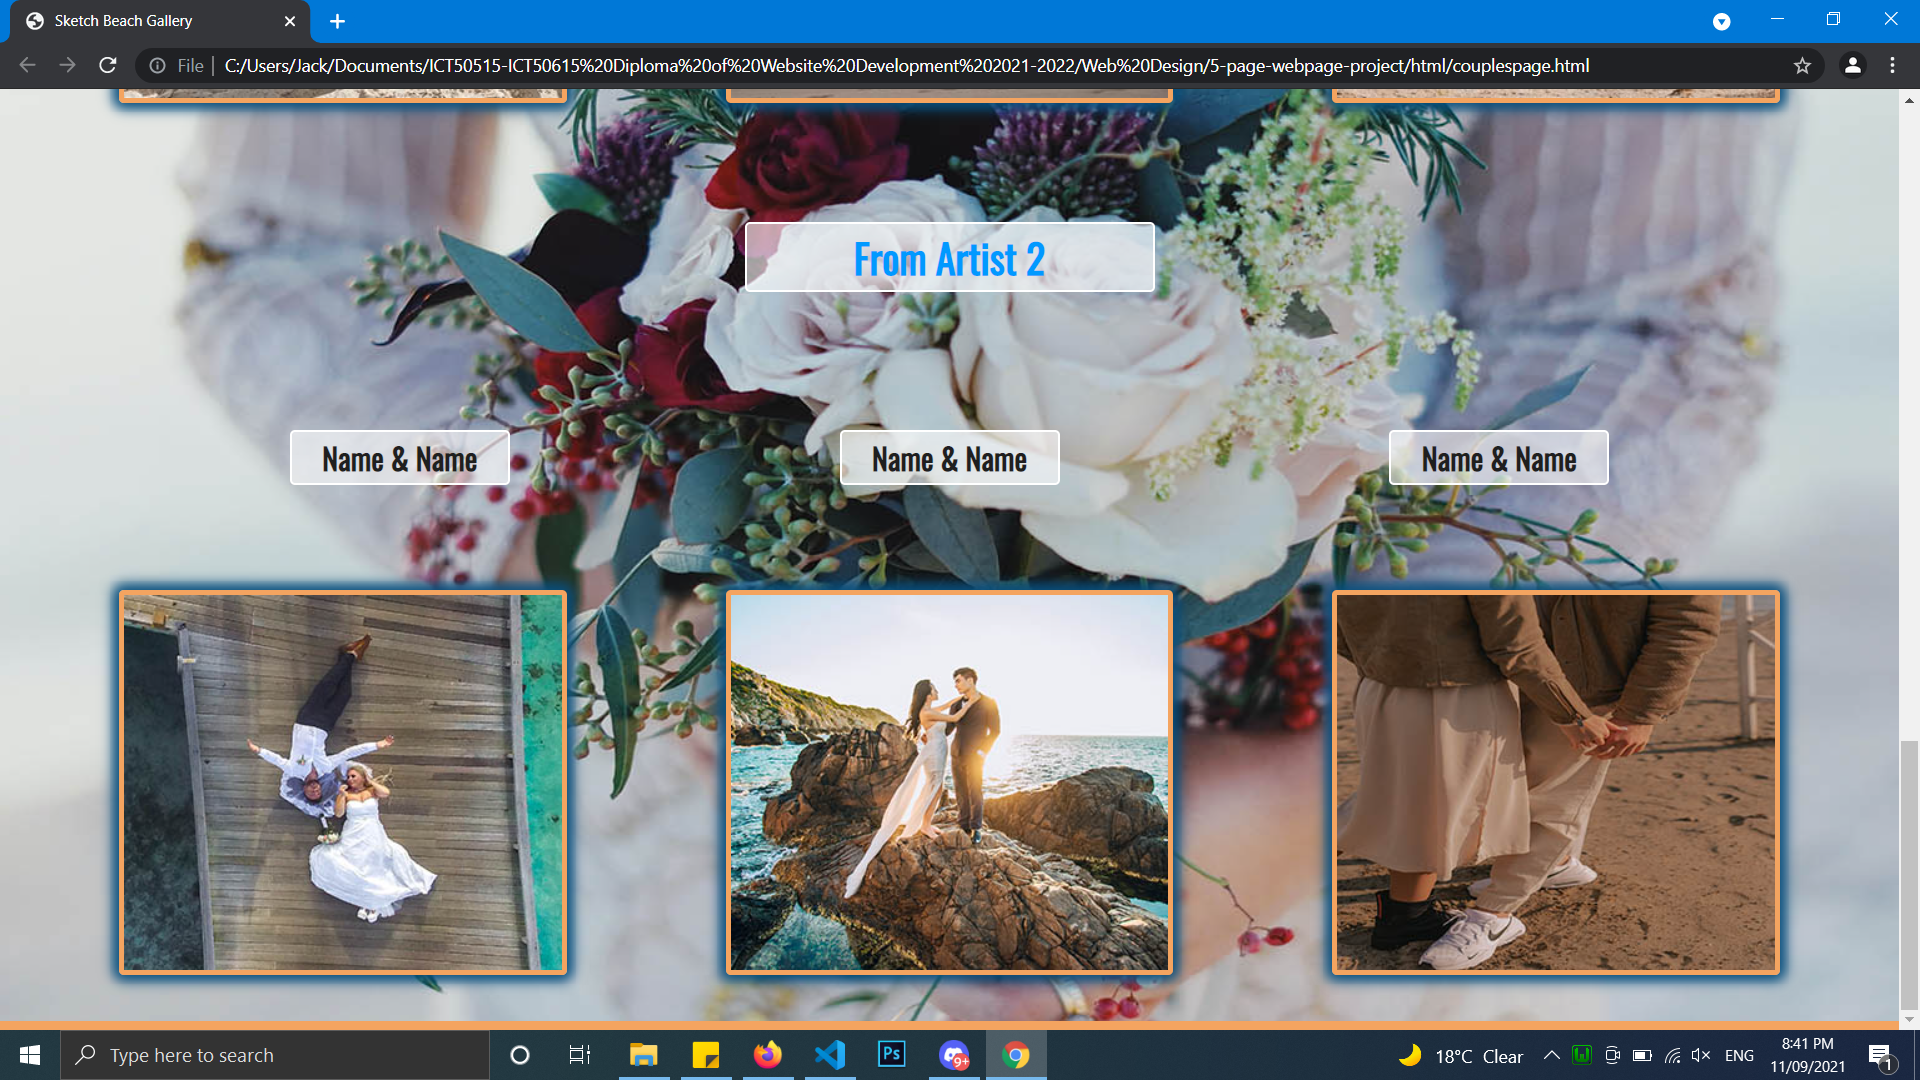 Sketch Beach Gallery
File | C:/Users/Jack/Documents/ICT50515-ICT50615%20Diploma%20of%20Website%20Development%202021-2022/Web%20Design/5-page-webpage-project/html/couplespage.html
From Artist 2
Name & Name
Name & Name
Name & Name
Type here to search
Ps
9+
18°C Clear
ENG
8:41 PM
11/09/2021
1